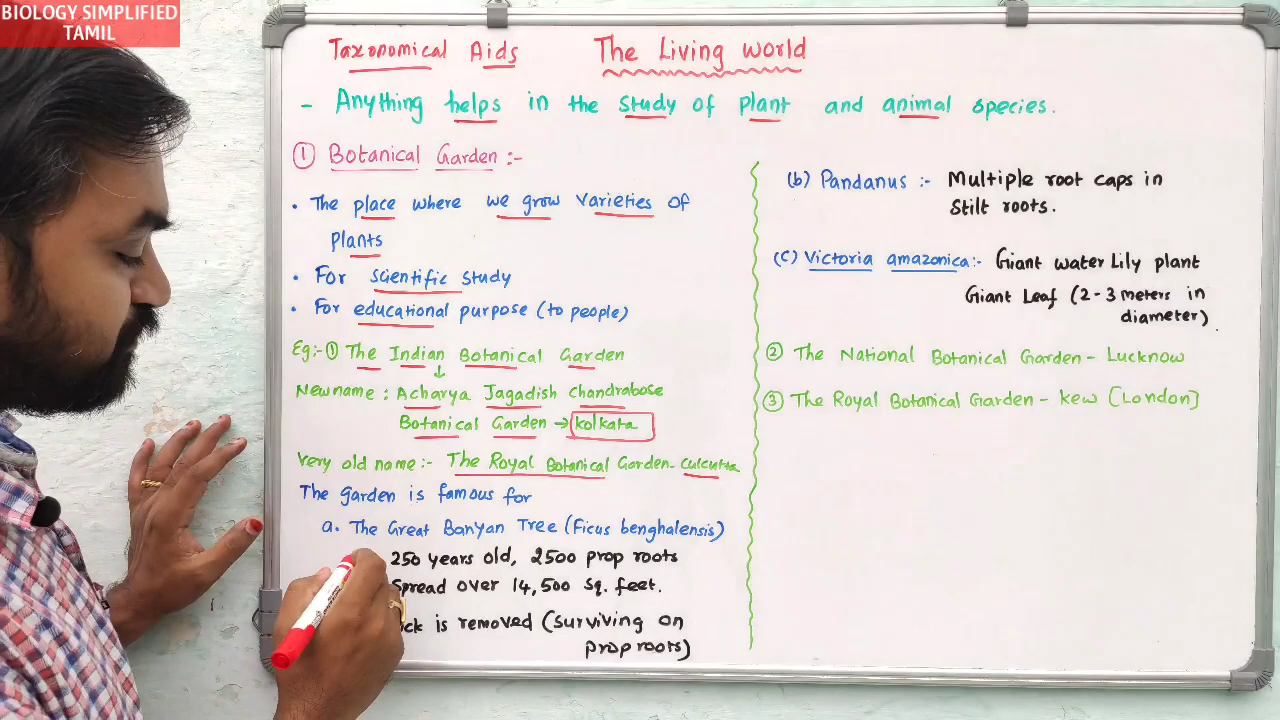 BIOLOGY SIMPLIFIED
TAMIL
Taxonomical Aids The Living world
- Anything helps in the study of plant and animal species.
① Botanical Garden :-
• The place where we grow varieties of
plants
• For scientific study
• For educational purpose (to people)
Eg:- ① The Indian Botanical Garden
↓
New name : Acharya Jagadish Chandrabose
Botanical Garden → Kolkata
Very old name :- The Royal Botanical Garden - Culcutta
The garden is famous for
a. The Great Banyan Tree (Ficus benghalensis)
250 years old, 2500 prop roots
Spread over 14,500 Sq. feet.
is removed (surviving on
prop roots)
(b) Pandanus :- Multiple root caps in
Stilt roots.
(c) Victoria amazonica :- Giant water Lily plant
Giant Leaf (2-3 meters in
diameter)
② The National Botanical Garden - Lucknow
③ The Royal Botanical Garden - Kew [London]